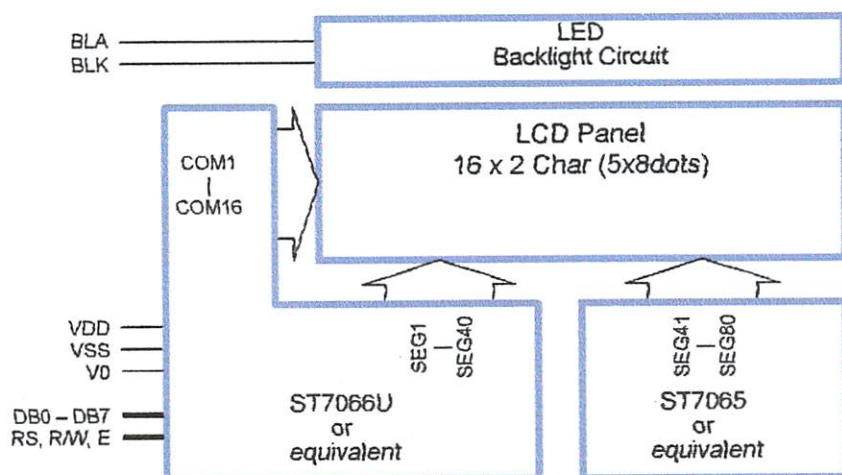 BLA
BLK
LED
Backlight Circuit
LCD Panel
16 x 2 Char (5x8dots)
COM1
|
COM16
VDD
VSS
V0
DB0 – DB7
RS, R/W, E
SEG1
—
SEG40
ST7066U
or
equivalent
SEG41
—
SEG80
ST7065
or
equivalent